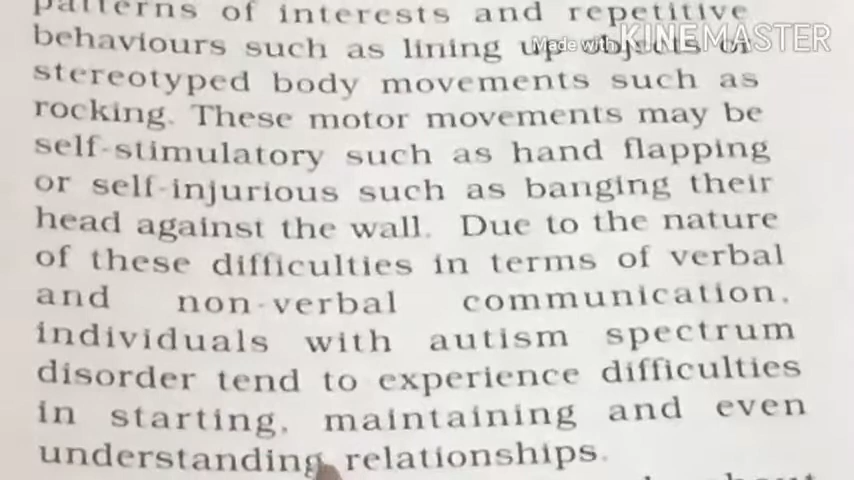 patterns of interests and repetitive
Made with KINEMASTER
behaviours such as lining up objects or
stereotyped body movements such as
rocking. These motor movements may be
self-stimulatory such as hand flapping
or self-injurious such as banging their
head against the wall. Due to the nature
of these difficulties in terms of verbal
and non-verbal communication,
individuals with autism spectrum
disorder tend to experience difficulties
in starting, maintaining and even
understanding relationships.
about